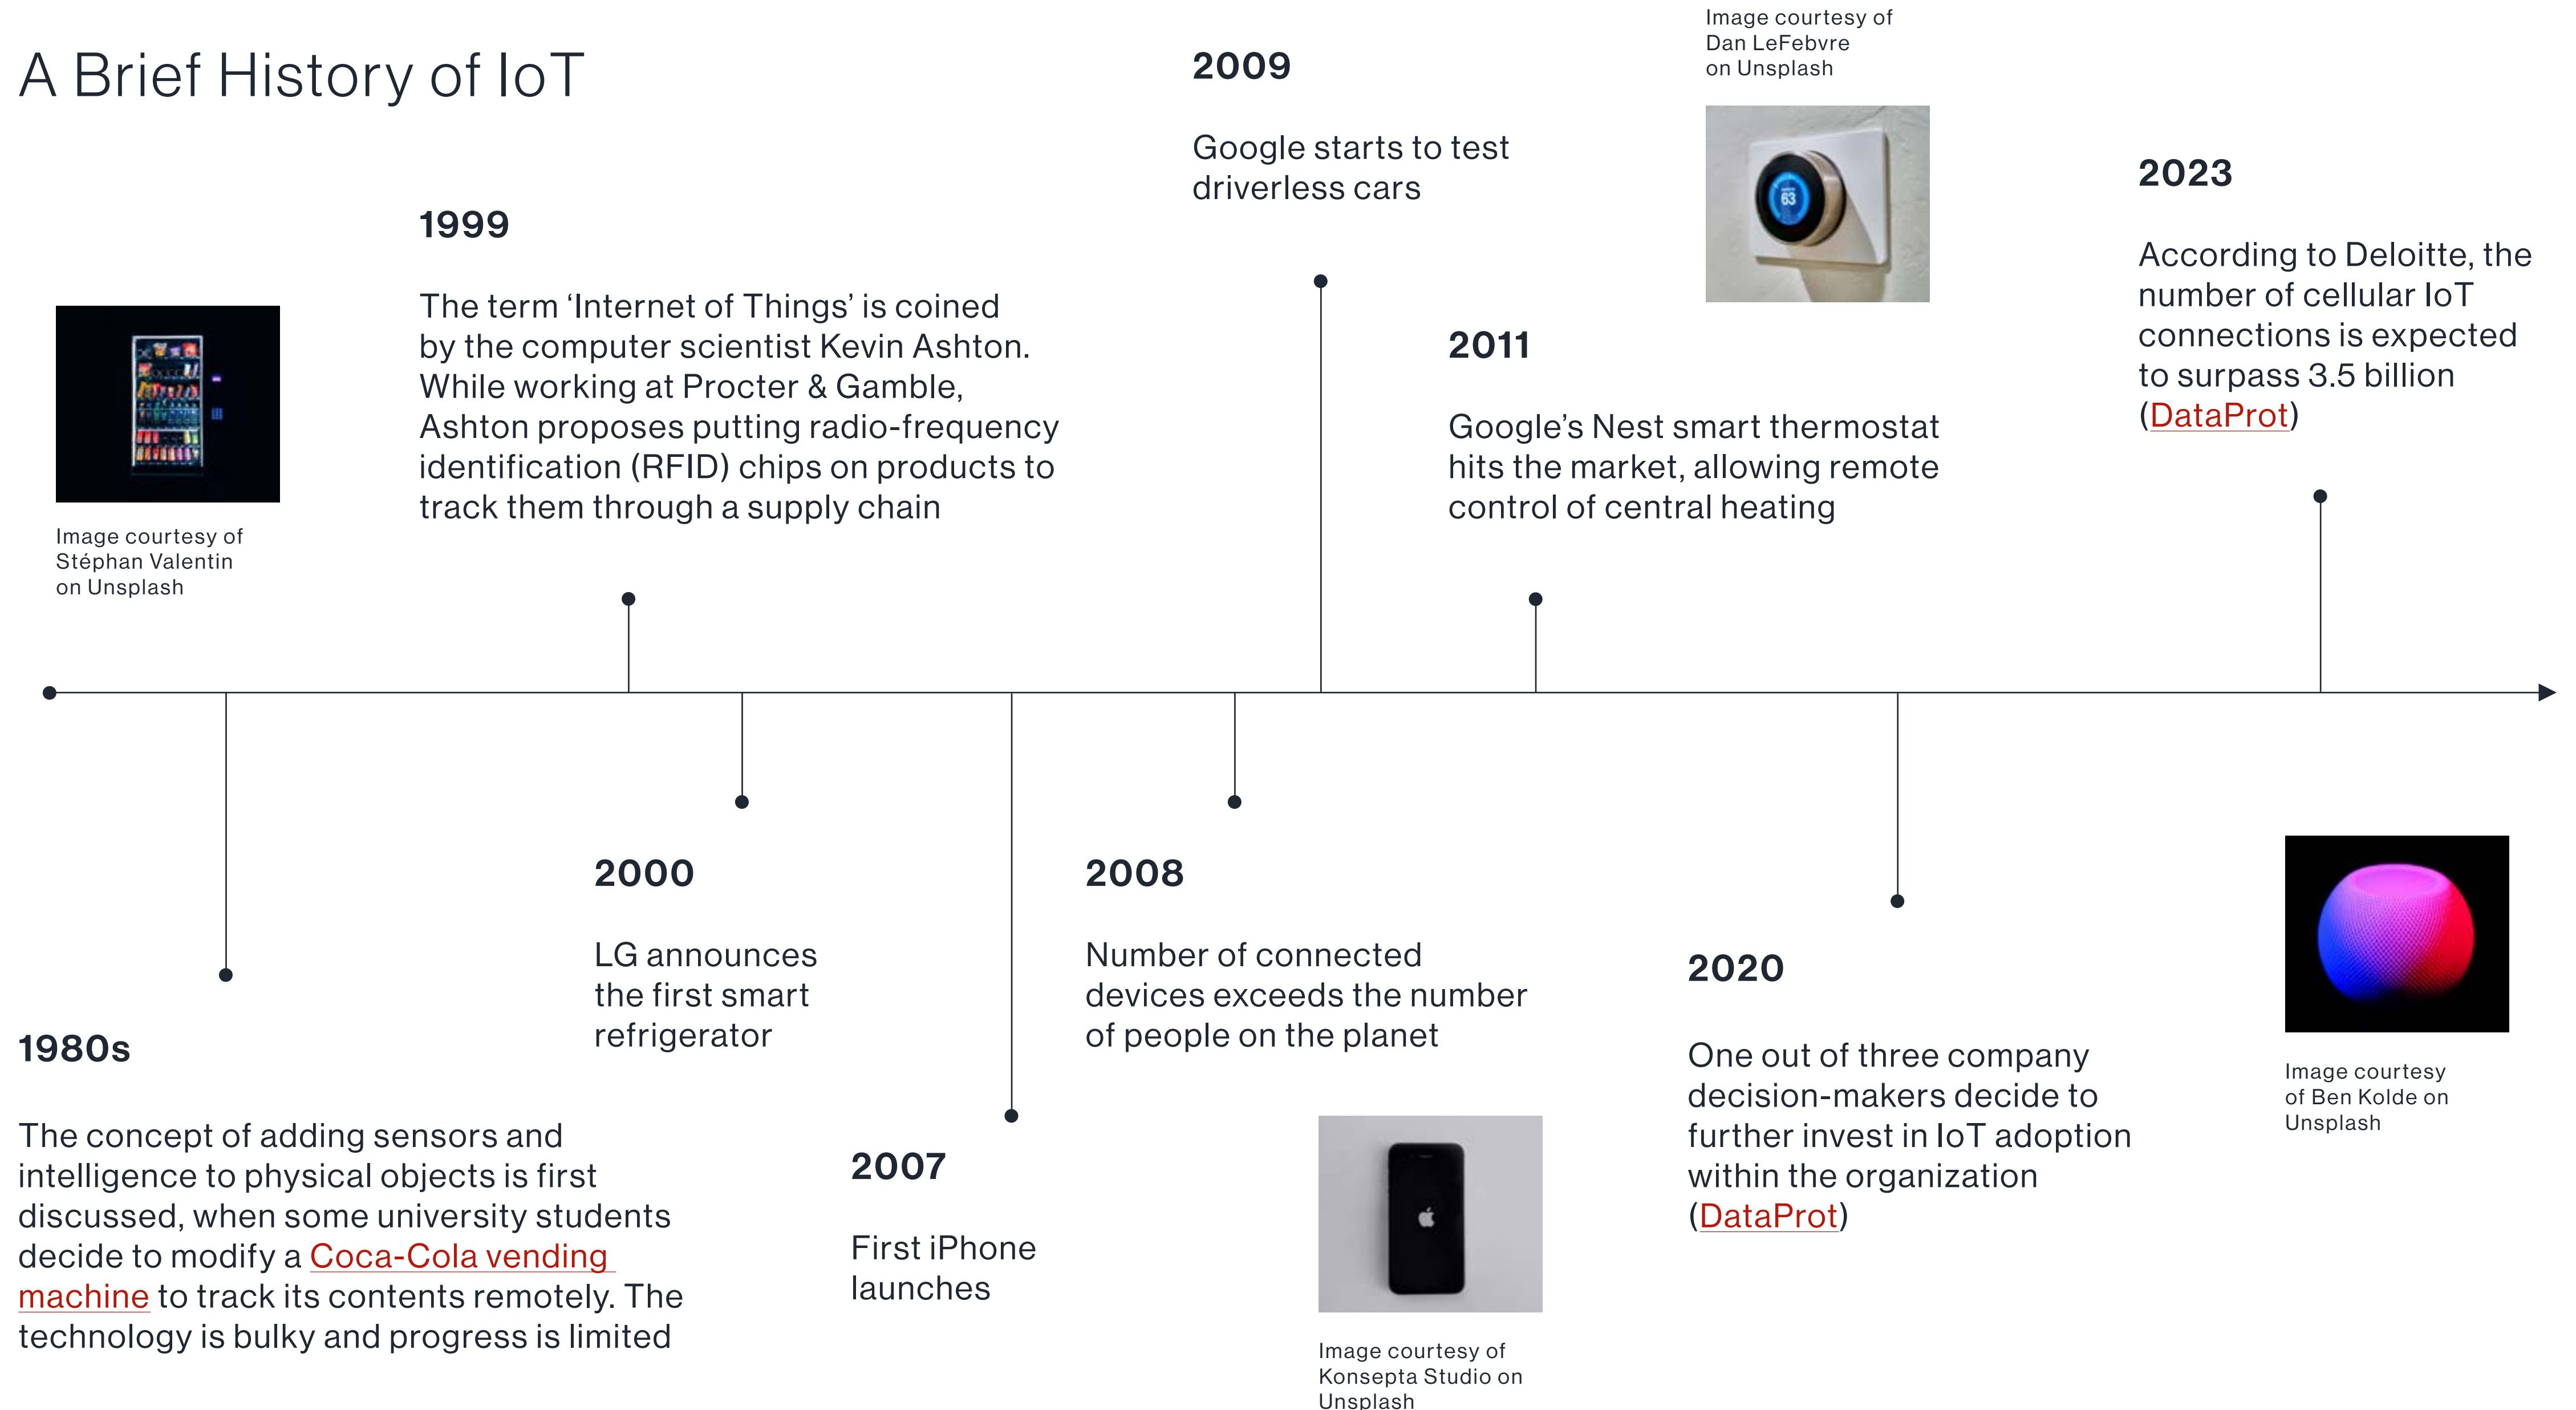 A Brief History of IoT
Image courtesy of
Stéphan Valentin
on Unsplash
1999
The term ‘Internet of Things’ is coined
by the computer scientist Kevin Ashton.
While working at Procter & Gamble,
Ashton proposes putting radio-frequency
identification (RFID) chips on products to
track them through a supply chain
2009
Google starts to test
driverless cars
Image courtesy of
Dan LeFebvre
on Unsplash
63
2011
Google’s Nest smart thermostat
hits the market, allowing remote
control of central heating
2023
According to Deloitte, the
number of cellular IoT
connections is expected
to surpass 3.5 billion
(DataProt)
1980s
The concept of adding sensors and
intelligence to physical objects is first
discussed, when some university students
decide to modify a Coca-Cola vending
machine to track its contents remotely. The
technology is bulky and progress is limited
2000
LG announces
the first smart
refrigerator
2007
First iPhone
launches
2008
Number of connected
devices exceeds the number
of people on the planet
Image courtesy of
Konsepta Studio on
Unsplash
2020
One out of three company
decision-makers decide to
further invest in IoT adoption
within the organization
(DataProt)
Image courtesy
of Ben Kolde on
Unsplash